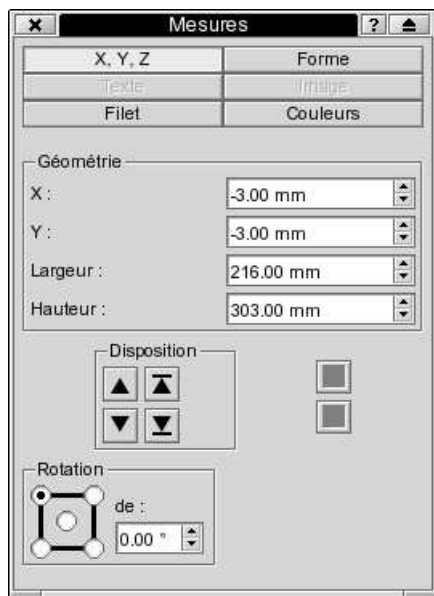 Mesures ?
X, Y, Z Forme
Texte Image
Filet Couleurs
Géométrie
X : -3.00 mm
Y : -3.00 mm
Largeur : 216.00 mm
Hauteur : 303.00 mm
Disposition
Rotation
de :
0.00 °